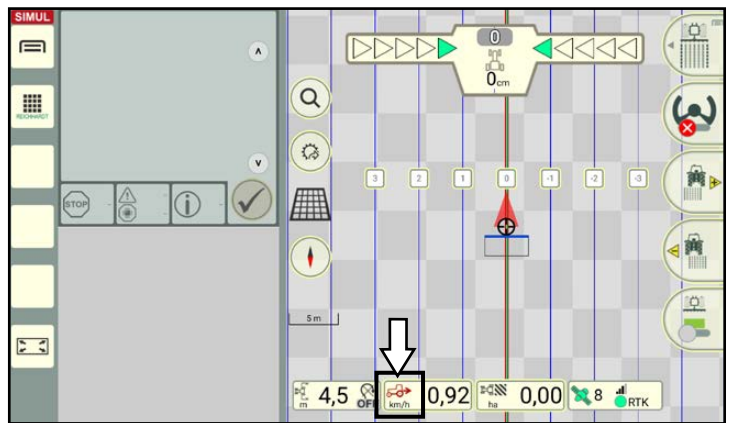 SIMUL
REICHHARDT
STOP
0
0cm
3 2 1 0 -1 -2 -3
5 m
m 4,5 OFF km/h 0,92 ha 0,00 8 RTK